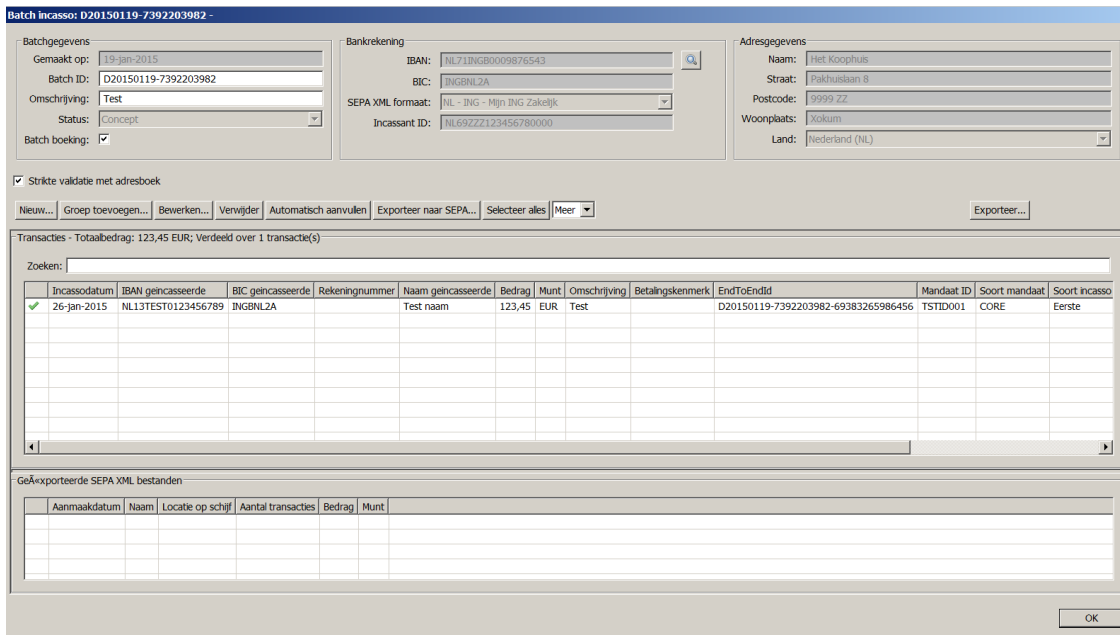 Batch incasso: D20150119-7392203982 -
Batchgegevens
Gemaakt op: 19-jan-2015
Batch ID: D20150119-7392203982
Omschrijving: Test
Status: Concept
Batch boeking:
Bankrekening
IBAN: NL71INGB0009876543
BIC: INGBNL2A
SEPA XML formaat: NL - ING - Mijn ING Zakelijk
Incassant ID: NL69ZZZ123456780000
Adresgegevens
Naam: Het Koophuis
Straat: Pakhuislaan 8
Postcode: 9999 ZZ
Woonplaats: Xokum
Land: Nederland (NL)
Strikte validatie met adresboek
Nieuw... Groep toevoegen... Bewerken... Verwijder Automatisch aanvullen Exporteer naar SEPA... Selecteer alles Meer Exporteer...
Transacties - Totaalbedrag: 123,45 EUR; Verdeeld over 1 transactie(s)
Zoeken:
Incassodatum IBAN geincasseerde BIC geincasseerde Rekeningnummer Naam geincasseerde Bedrag Munt Omschrijving Betalingskenmerk EndToEndId Mandaat ID Soort mandaat Soort incasso
26-jan-2015 NL13TEST0123456789 INGBNL2A Test naam 123,45 EUR Test D20150119-7392203982-69383265986456 TSTID001 CORE Eerste
GeÃ«xporteerde SEPA XML bestanden
Aanmaakdatum Naam Locatie op schijf Aantal transacties Bedrag Munt
OK